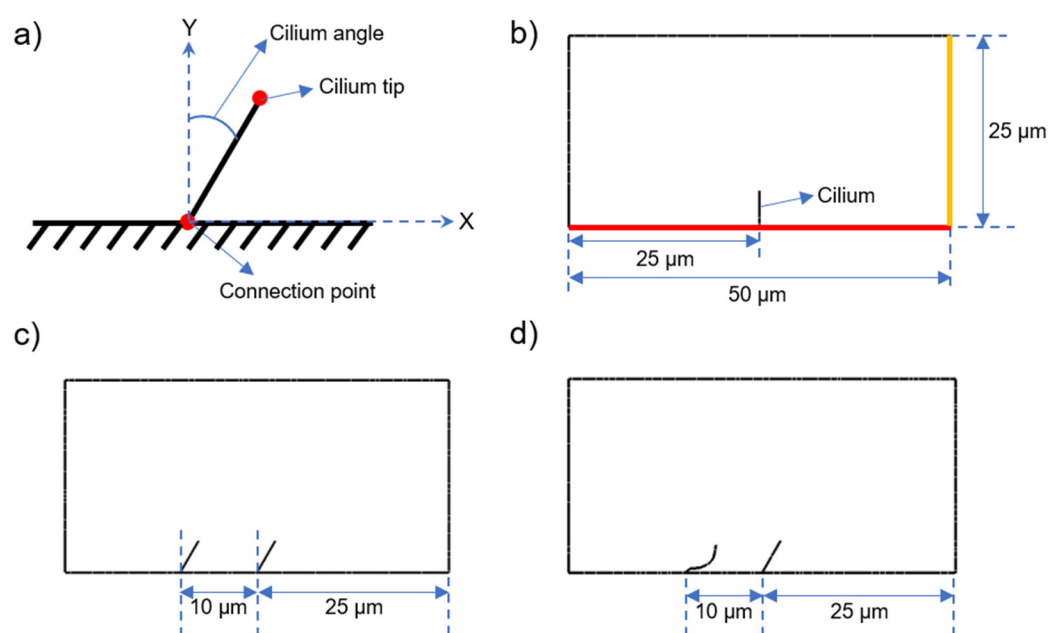 a)
Y
Cilium angle
Cilium tip
X
Connection point
b)
25 µm
Cilium
25 µm
50 µm
c)
10 µm
25 µm
d)
10 µm
25 µm